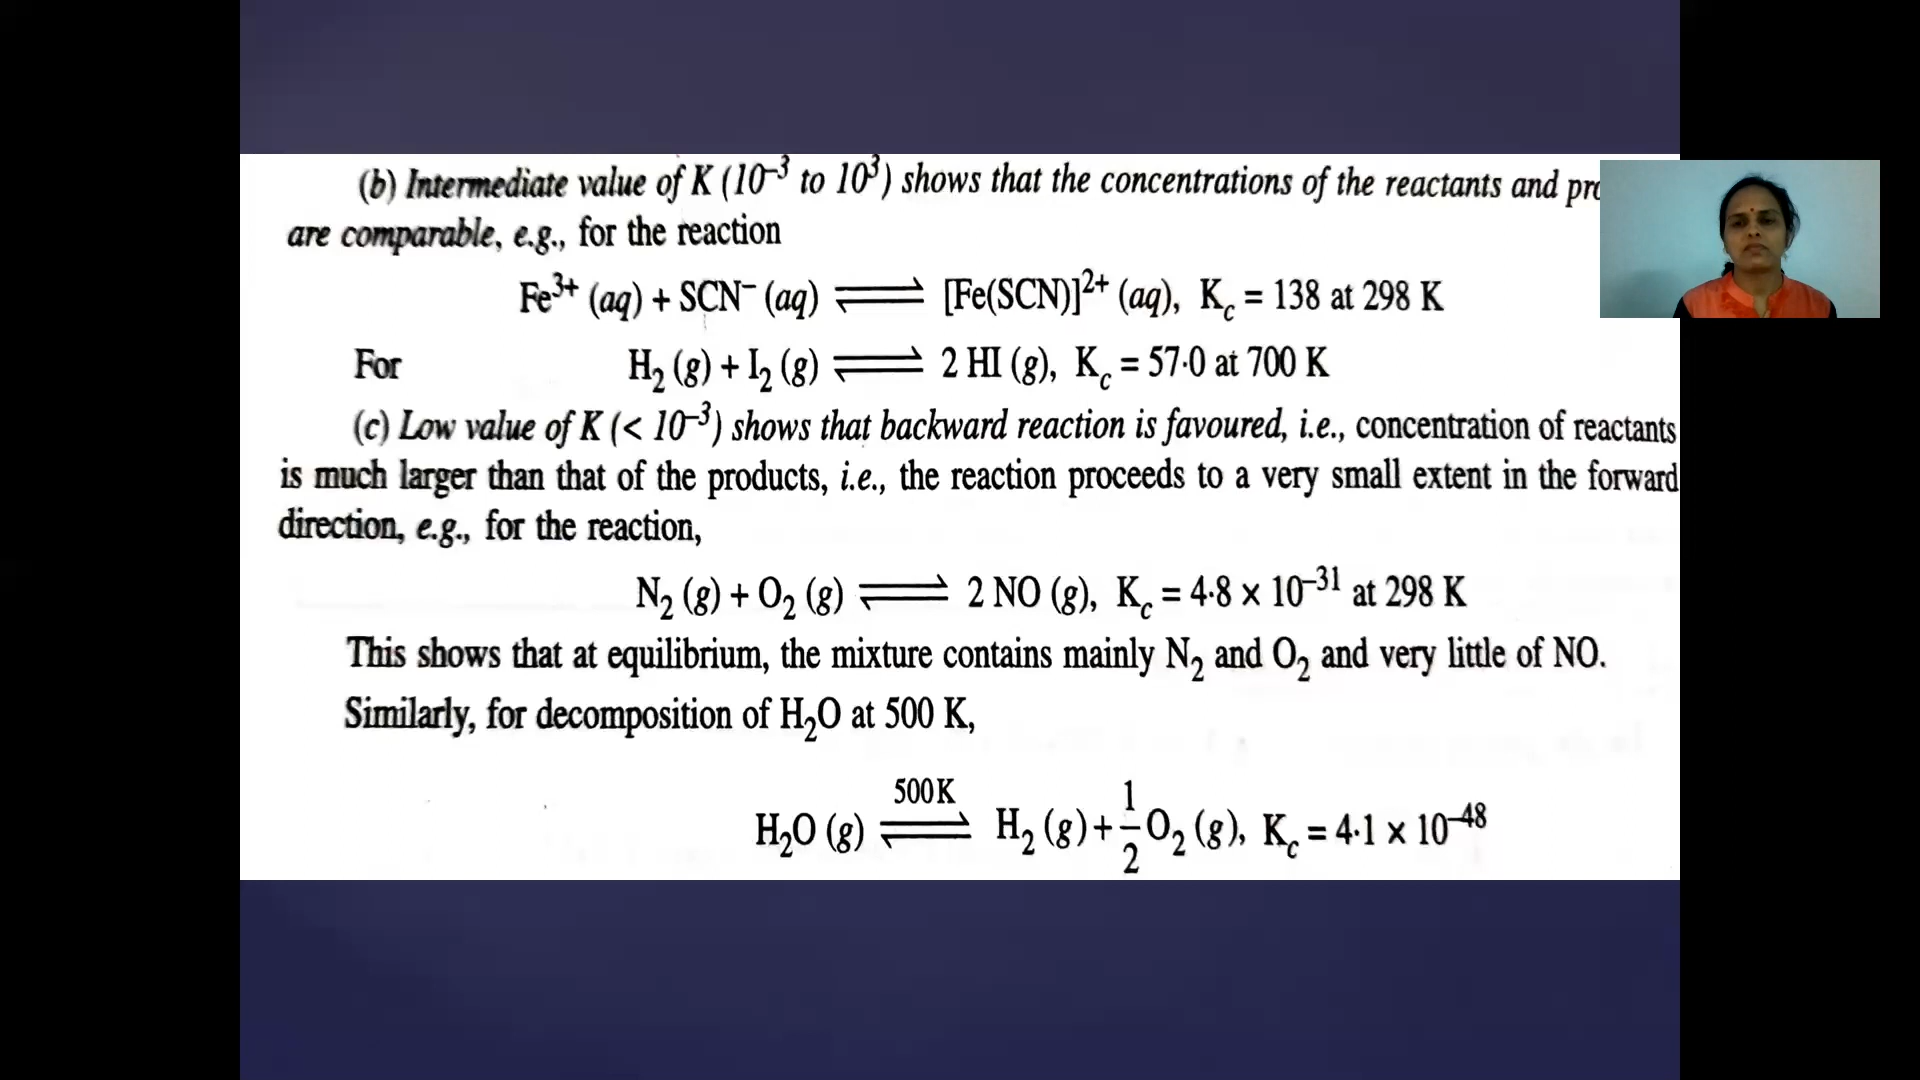 (b) Intermediate value of K (10⁻³ to 10³) shows that the concentrations of the reactants and
are comparable, e.g., for the reaction
Fe³⁺ (aq) + SCN⁻ (aq) ⇌ [Fe(SCN)]²⁺ (aq), K_c = 138 at 298 K
For H₂ (g) + I₂ (g) ⇌ 2 HI (g), K_c = 57·0 at 700 K
(c) Low value of K (< 10⁻³) shows that backward reaction is favoured, i.e., concentration of reactants
is much larger than that of the products, i.e., the reaction proceeds to a very small extent in the forward
direction, e.g., for the reaction,
N₂ (g) + O₂ (g) ⇌ 2 NO (g), K_c = 4·8 × 10⁻³¹ at 298 K
This shows that at equilibrium, the mixture contains mainly N₂ and O₂ and very little of NO.
Similarly, for decomposition of H₂O at 500 K,
500 K
H₂O (g) ⇌ H₂ (g) + 1/2 O₂ (g), K_c = 4·1 × 10⁻⁴⁸